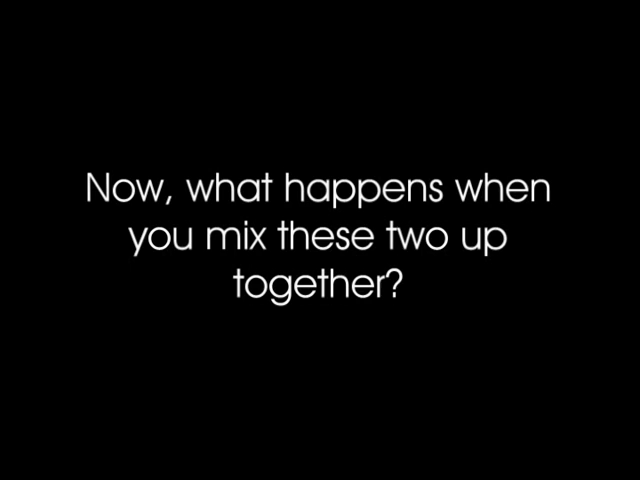 Now, what happens when
you mix these two up
together?